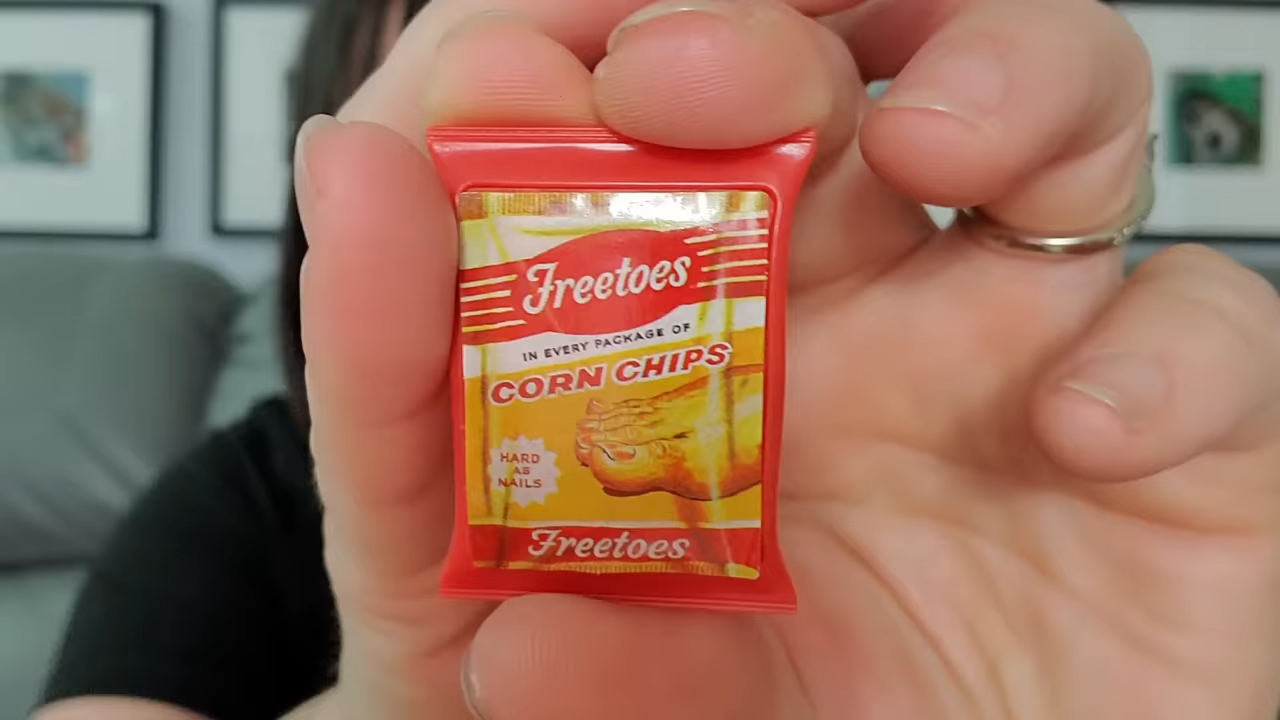 Freetoes
IN EVERY PACKAGE OF
CORN CHIPS
HARD
AS
NAILS
Freetoes